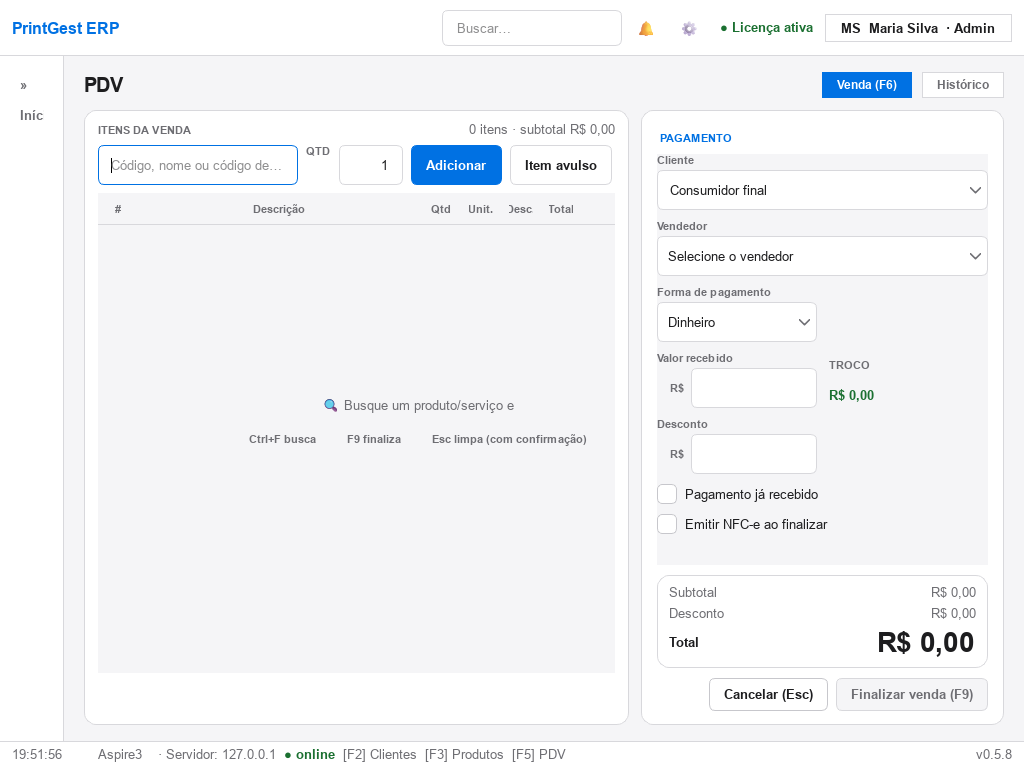 PrintGest ERP
Buscar...
● Licença ativa
MS Maria Silva · Admin
»
Iníc
PDV
Venda (F6)
Histórico
ITENS DA VENDA
0 itens · subtotal R$ 0,00
Código, nome ou código de...
QTD
1
Adicionar
Item avulso
# Descrição Qtd Unit. Desc. Total
Busque um produto/serviço e
Ctrl+F busca F9 finaliza Esc limpa (com confirmação)
PAGAMENTO
Cliente
Consumidor final
Vendedor
Selecione o vendedor
Forma de pagamento
Dinheiro
Valor recebido
TROCO
R$
R$ 0,00
Desconto
R$
Pagamento já recebido
Emitir NFC-e ao finalizar
Subtotal R$ 0,00
Desconto R$ 0,00
Total R$ 0,00
Cancelar (Esc)
Finalizar venda (F9)
19:51:56 Aspire3 · Servidor: 127.0.0.1 ● online [F2] Clientes [F3] Produtos [F5] PDV v0.5.8